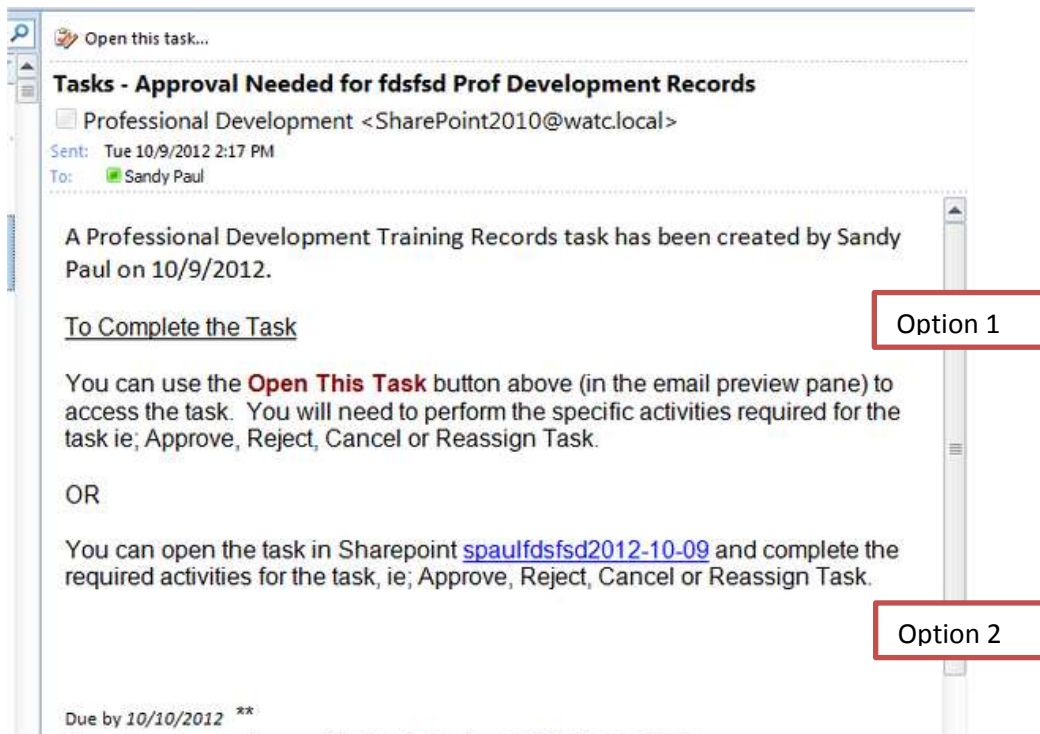 Open this task...
Tasks - Approval Needed for fdsfsd Prof Development Records
Professional Development <SharePoint2010@watc.local>
Sent: Tue 10/9/2012 2:17 PM
To: Sandy Paul
A Professional Development Training Records task has been created by Sandy
Paul on 10/9/2012.
Option 1
To Complete the Task
You can use the Open This Task button above (in the email preview pane) to
access the task. You will need to perform the specific activities required for the
task ie; Approve, Reject, Cancel or Reassign Task.
OR
You can open the task in Sharepoint spaulfdsfsd2012-10-09 and complete the
required activities for the task, ie; Approve, Reject, Cancel or Reassign Task.
Option 2
Due by 10/10/2012 **